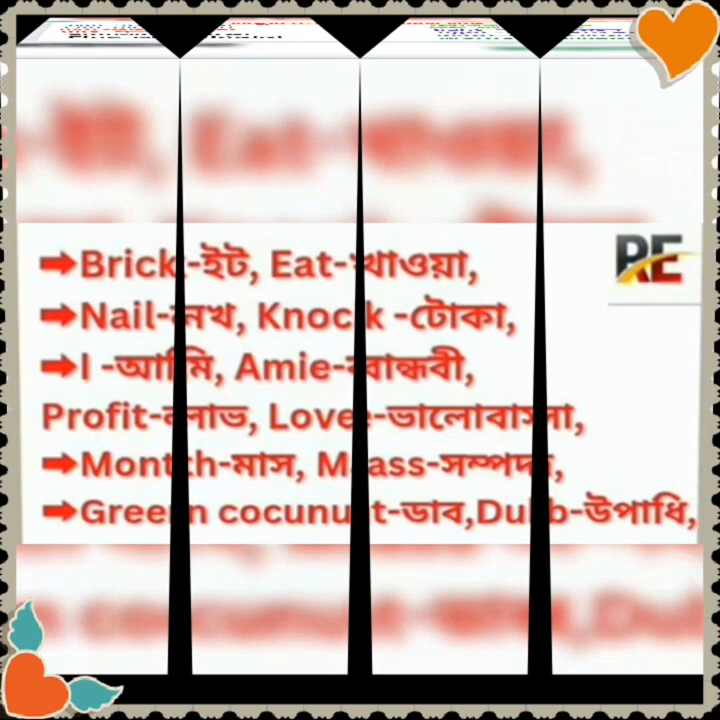 ➡Brick-ইট, Eat-খাওয়া,
RE
➡Nail-নখ, Knock -টোকা,
➡I -আমি, Amie-বান্ধবী,
Profit-লাভ, Love-ভালোবাসা,
➡Month-মাস, Mass-সম্পদ,
➡Green cocunut-ডাব,Dub-উপাধি,